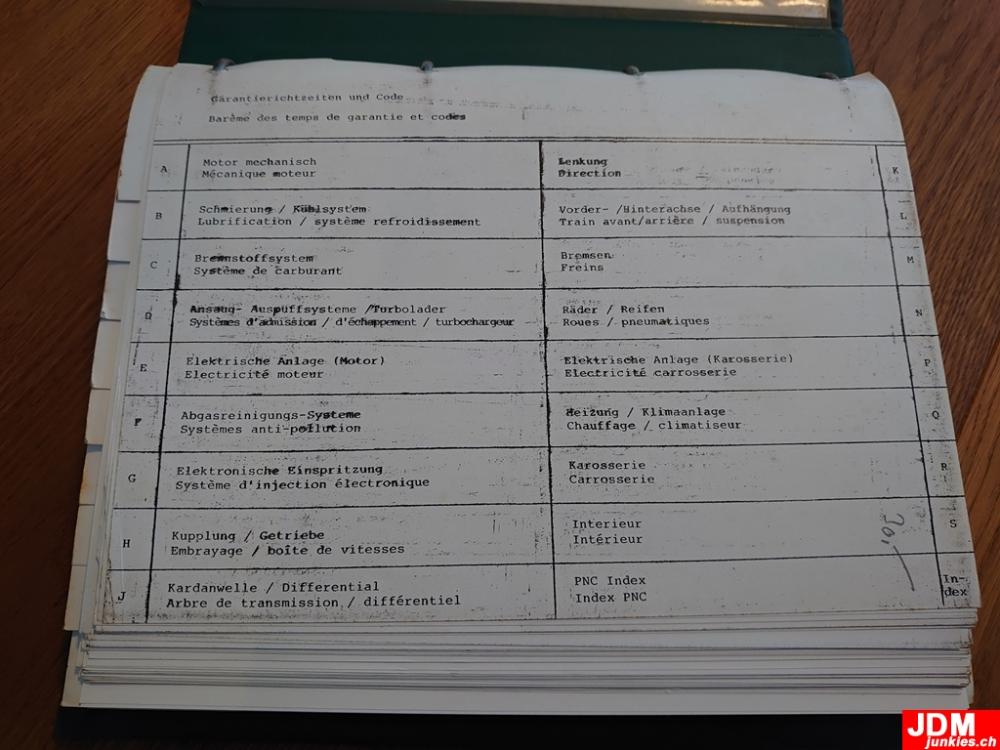 Garantierichtzeiten und Code
Barème des temps de garantie et codes
A
Motor mechanisch
Mécanique moteur
Lenkung
Direction
K
B
Schmierung / Kühlsystem
Lubrification / système refroidissement
Vorder- /Hinterachse / Aufhängung
Train avant/arrière / suspension
L
C
Brennstoffsystem
Système de carburant
Bremsen
Freins
M
D
Ansaug- Auspuffsysteme /Turbolader
Systèmes d'admission / d'échappement / turbochargeur
Räder / Reifen
Roues / pneumatiques
N
E
Elektrische Anlage (Motor)
Electricité moteur
Elektrische Anlage (Karosserie)
Electricité carrosserie
P
F
Abgasreinigungs-Systeme
Systèmes anti-pollution
Heizung / Klimaanlage
Chauffage / climatiseur
Q
G
Elektronische Einspritzung
Système d'injection électronique
Karosserie
Carrosserie
R
H
Kupplung / Getriebe
Embrayage / boîte de vitesses
Interieur
Intérieur
S
J
Kardanwelle / Differential
Arbre de transmission / différentiel
PNC Index
Index PNC
In-
dex
JDM
junkies.ch